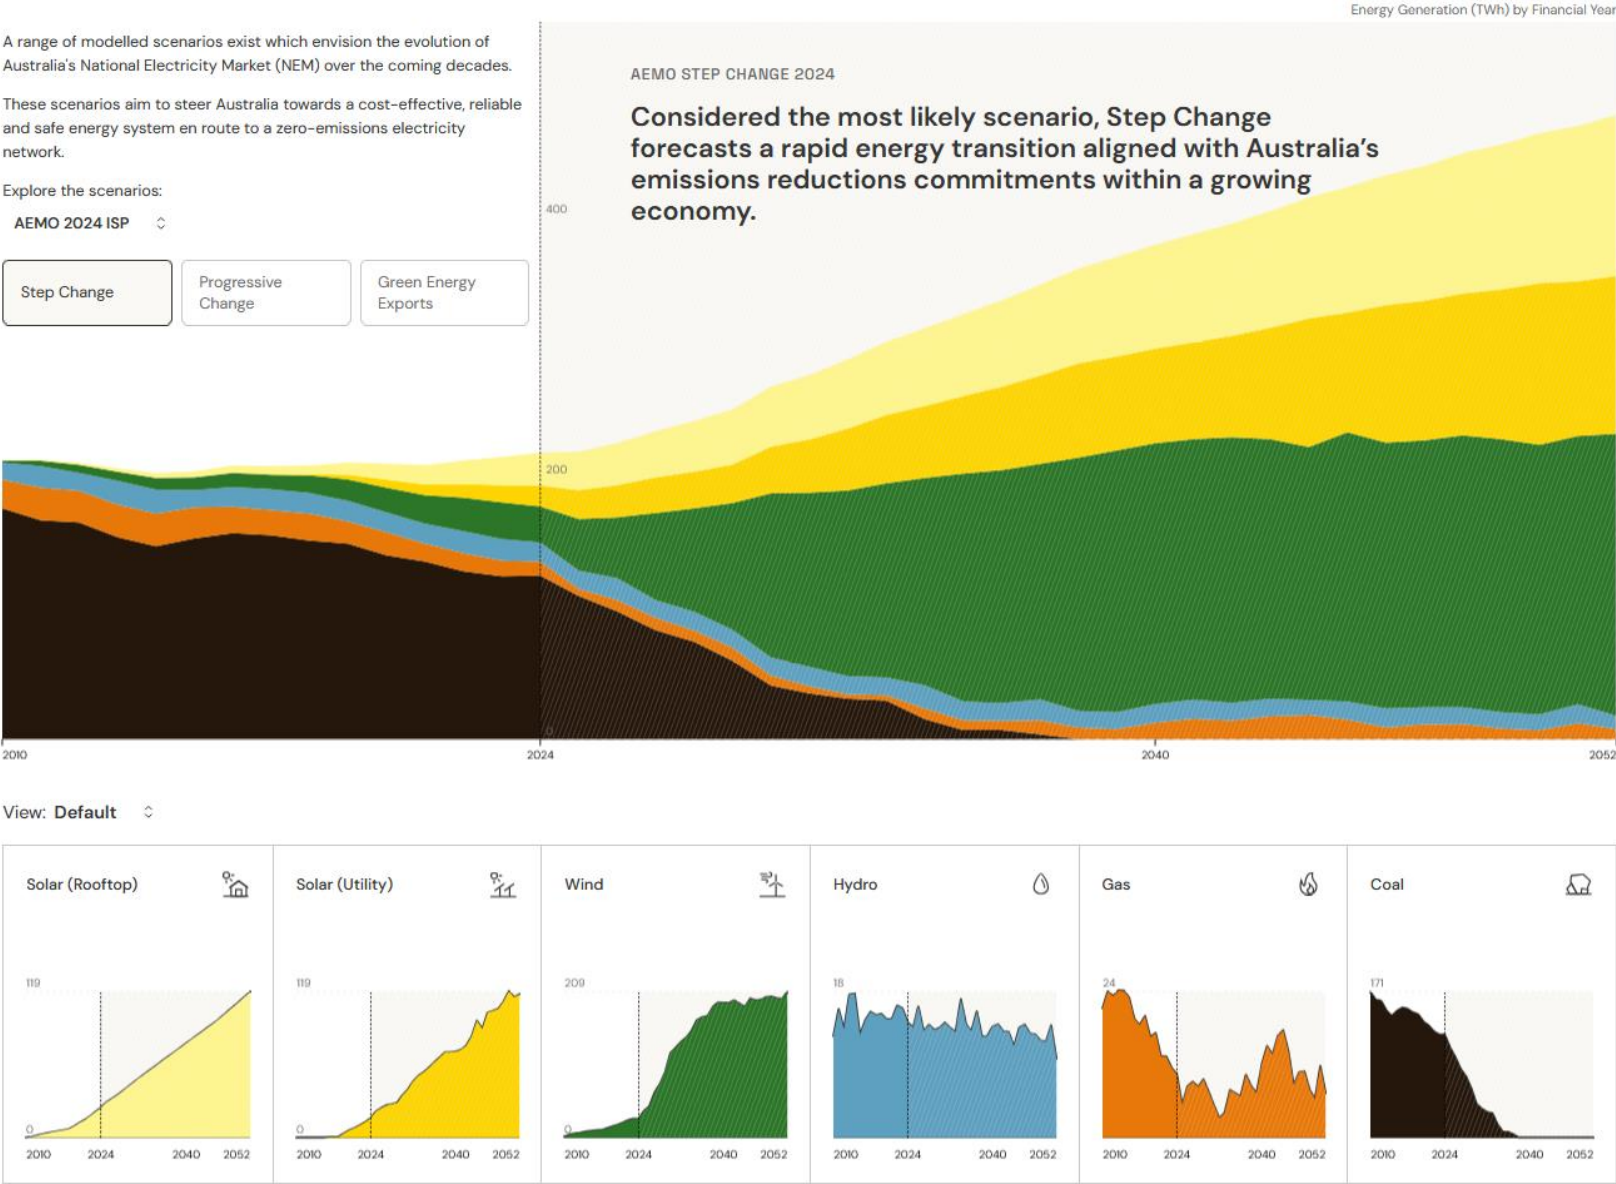 Energy Generation (TWh) by Financial Year
A range of modelled scenarios exist which envision the evolution of
Australia's National Electricity Market (NEM) over the coming decades.
These scenarios aim to steer Australia towards a cost-effective, reliable
and safe energy system en route to a zero-emissions electricity
network.
Explore the scenarios:
AEMO 2024 ISP
Step Change
Progressive
Change
Green Energy
Exports
AEMO STEP CHANGE 2024
Considered the most likely scenario, Step Change
forecasts a rapid energy transition aligned with Australia’s
emissions reductions commitments within a growing
economy.
400
200
0
2010 2024 2040 2052
View: Default
Solar (Rooftop)
119
0
2010 2024 2040 2052
Solar (Utility)
119
0
2010 2024 2040 2052
Wind
209
0
2010 2024 2040 2052
Hydro
18
2010 2024 2040 2052
Gas
24
2010 2024 2040 2052
Coal
171
2010 2024 2040 2052